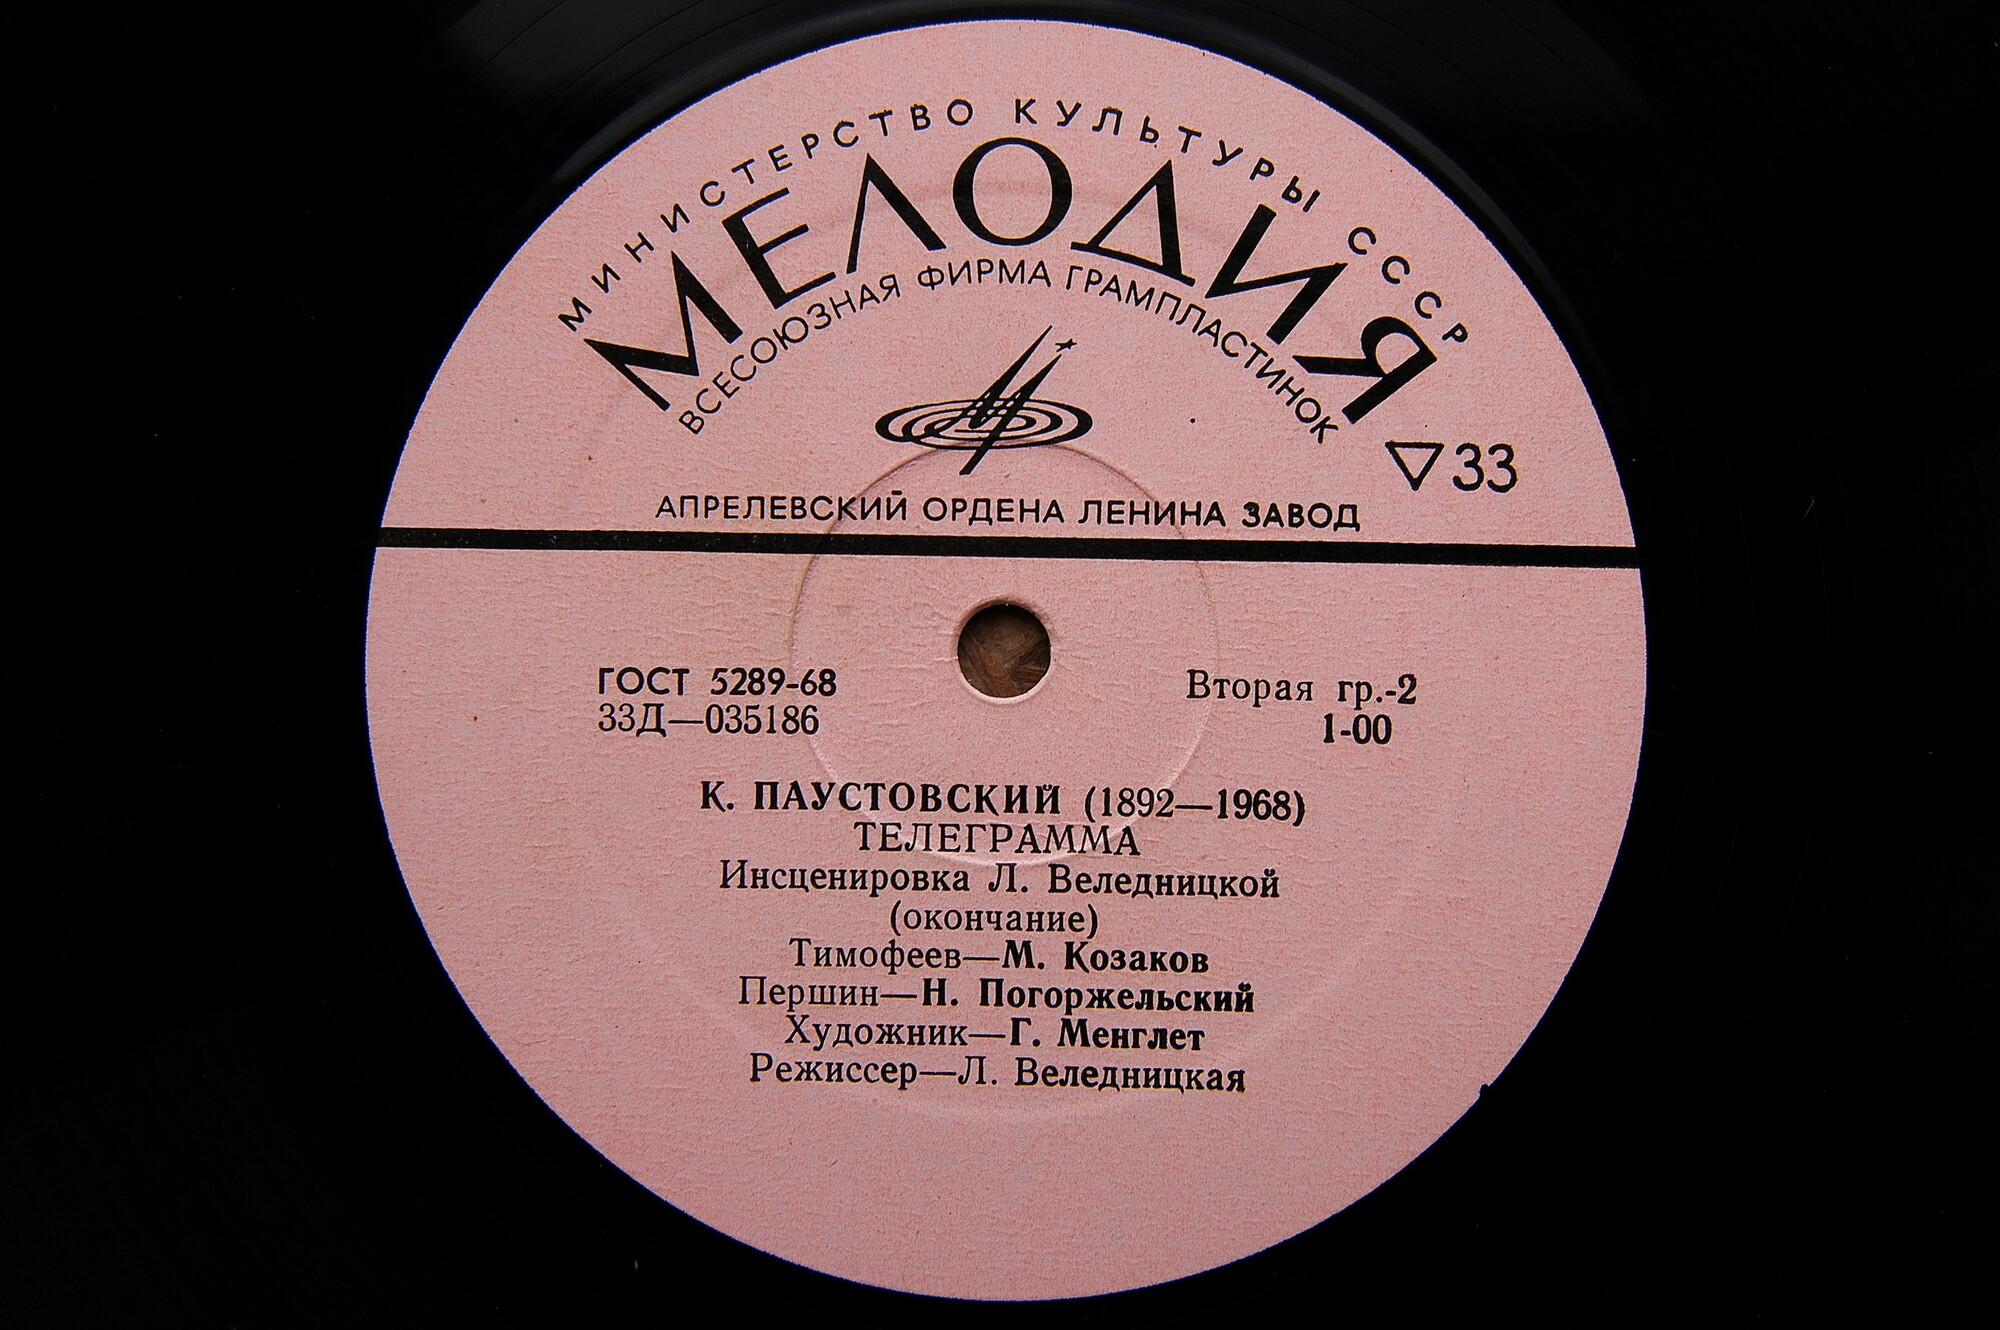 МИНИСТЕРСТВО КУЛЬТУРЫ СССР
МЕЛОДИЯ
ВСЕСОЮЗНАЯ ФИРМА ГРАМПЛАСТИНОК
▽33
АПРЕЛЕВСКИЙ ОРДЕНА ЛЕНИНА ЗАВОД
ГОСТ 5289-68
33Д—035186
Вторая гр.-2
1-00
К. ПАУСТОВСКИЙ (1892—1968)
ТЕЛЕГРАММА
Инсценировка Л. Веледницкой
(окончание)
Тимофеев—М. Козаков
Першин—Н. Погоржельский
Художник—Г. Менглет
Режиссер—Л. Веледницкая